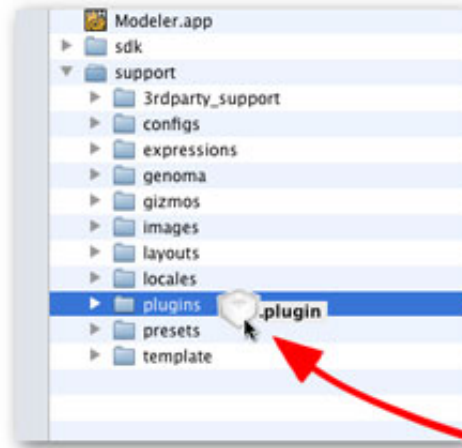 Modeler.app
sdk
support
3rdparty_support
configs
expressions
genoma
gizmos
images
layouts
locales
plugins
.plugin
presets
template